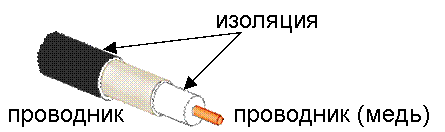 изоляция
проводник
проводник (медь)